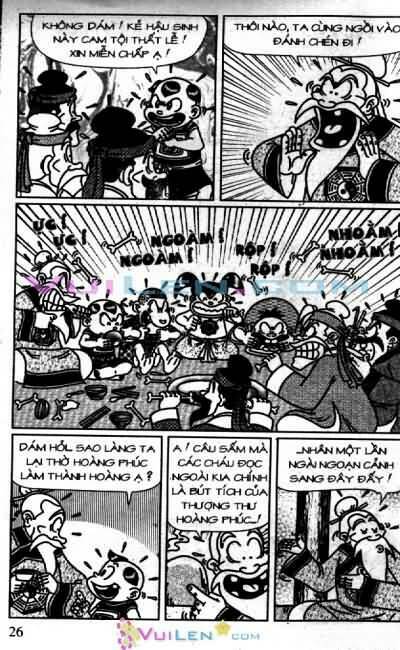 KHÔNG DÁM! KẺ HẬU SINH
NÀY CAM TỘI THẤT LỄ!
XIN MIỄN CHẤP Ạ!
THÔI NÀO, TA CÙNG NGỒI VÀO
ĐÁNH CHÉN ĐI!
ỰC!
ỰC!
NGOÀM!
NGOÀM!
RỘP!
RỘP!
NHOÀM!
NHOÀM!
VuiLen.com
DÁM HỎI.. SAO LÀNG TA
LẠI THỜ HOÀNG PHÚC
LÀM THÀNH HOÀNG Ạ?
A! CÂU SẤM MÀ
CÁC CHÁU ĐỌC
NGOÀI KIA CHÍNH
LÀ BÚT TÍCH CỦA
THƯỢNG THƯ
HOÀNG PHÚC...!
...NHÂN MỘT LẦN
NGÀI NGOẠN CẢNH
SANG ĐÂY ĐẤY!
26
VuiLen.com